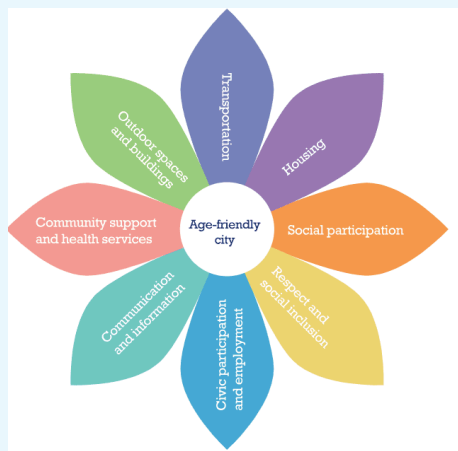 Transportation
Housing
Social participation
Respect and
social inclusion
Civic participation
and employment
Communication
and information
Community support
and health services
Outdoor spaces
and buildings
Age-friendly
city